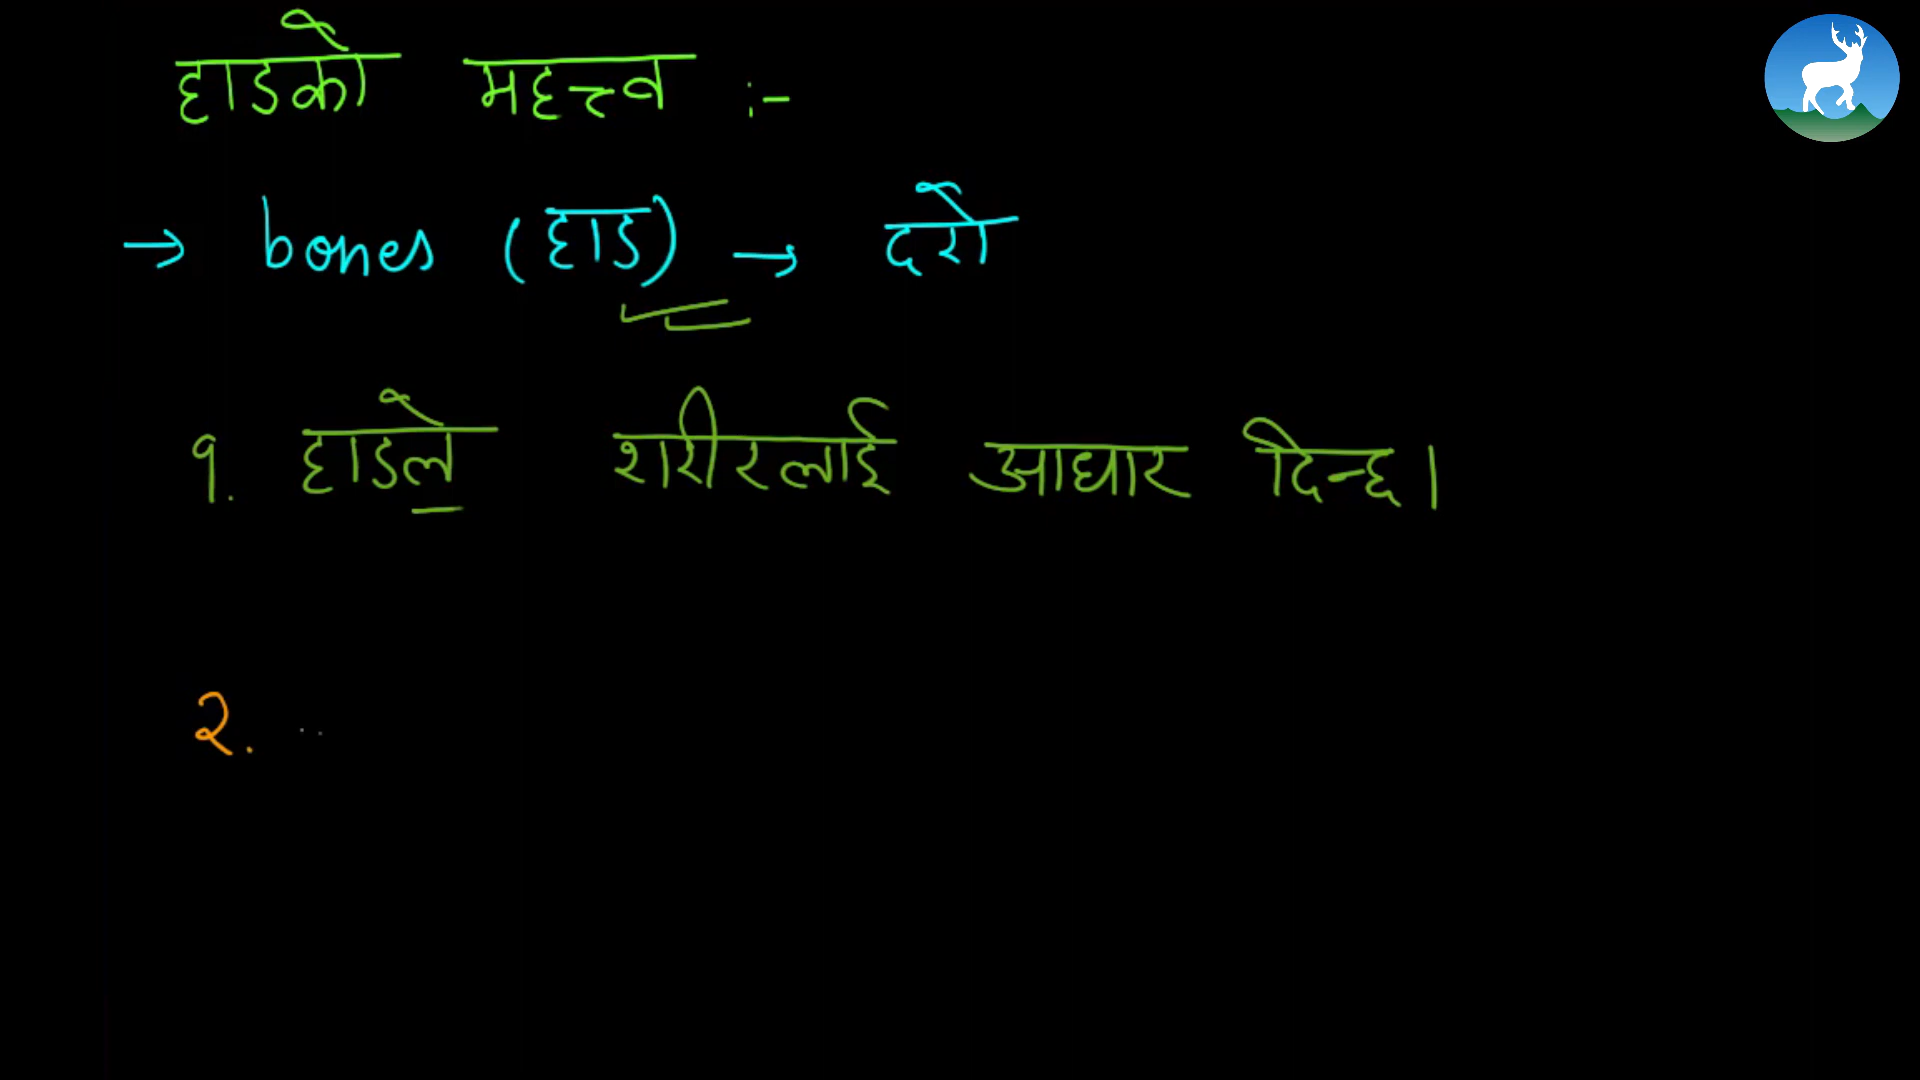 हाडको महत्त्व :-
→ bones (हाड) → दरो
१. हाडले शरीरलाई आधार दिन्छ।
२.